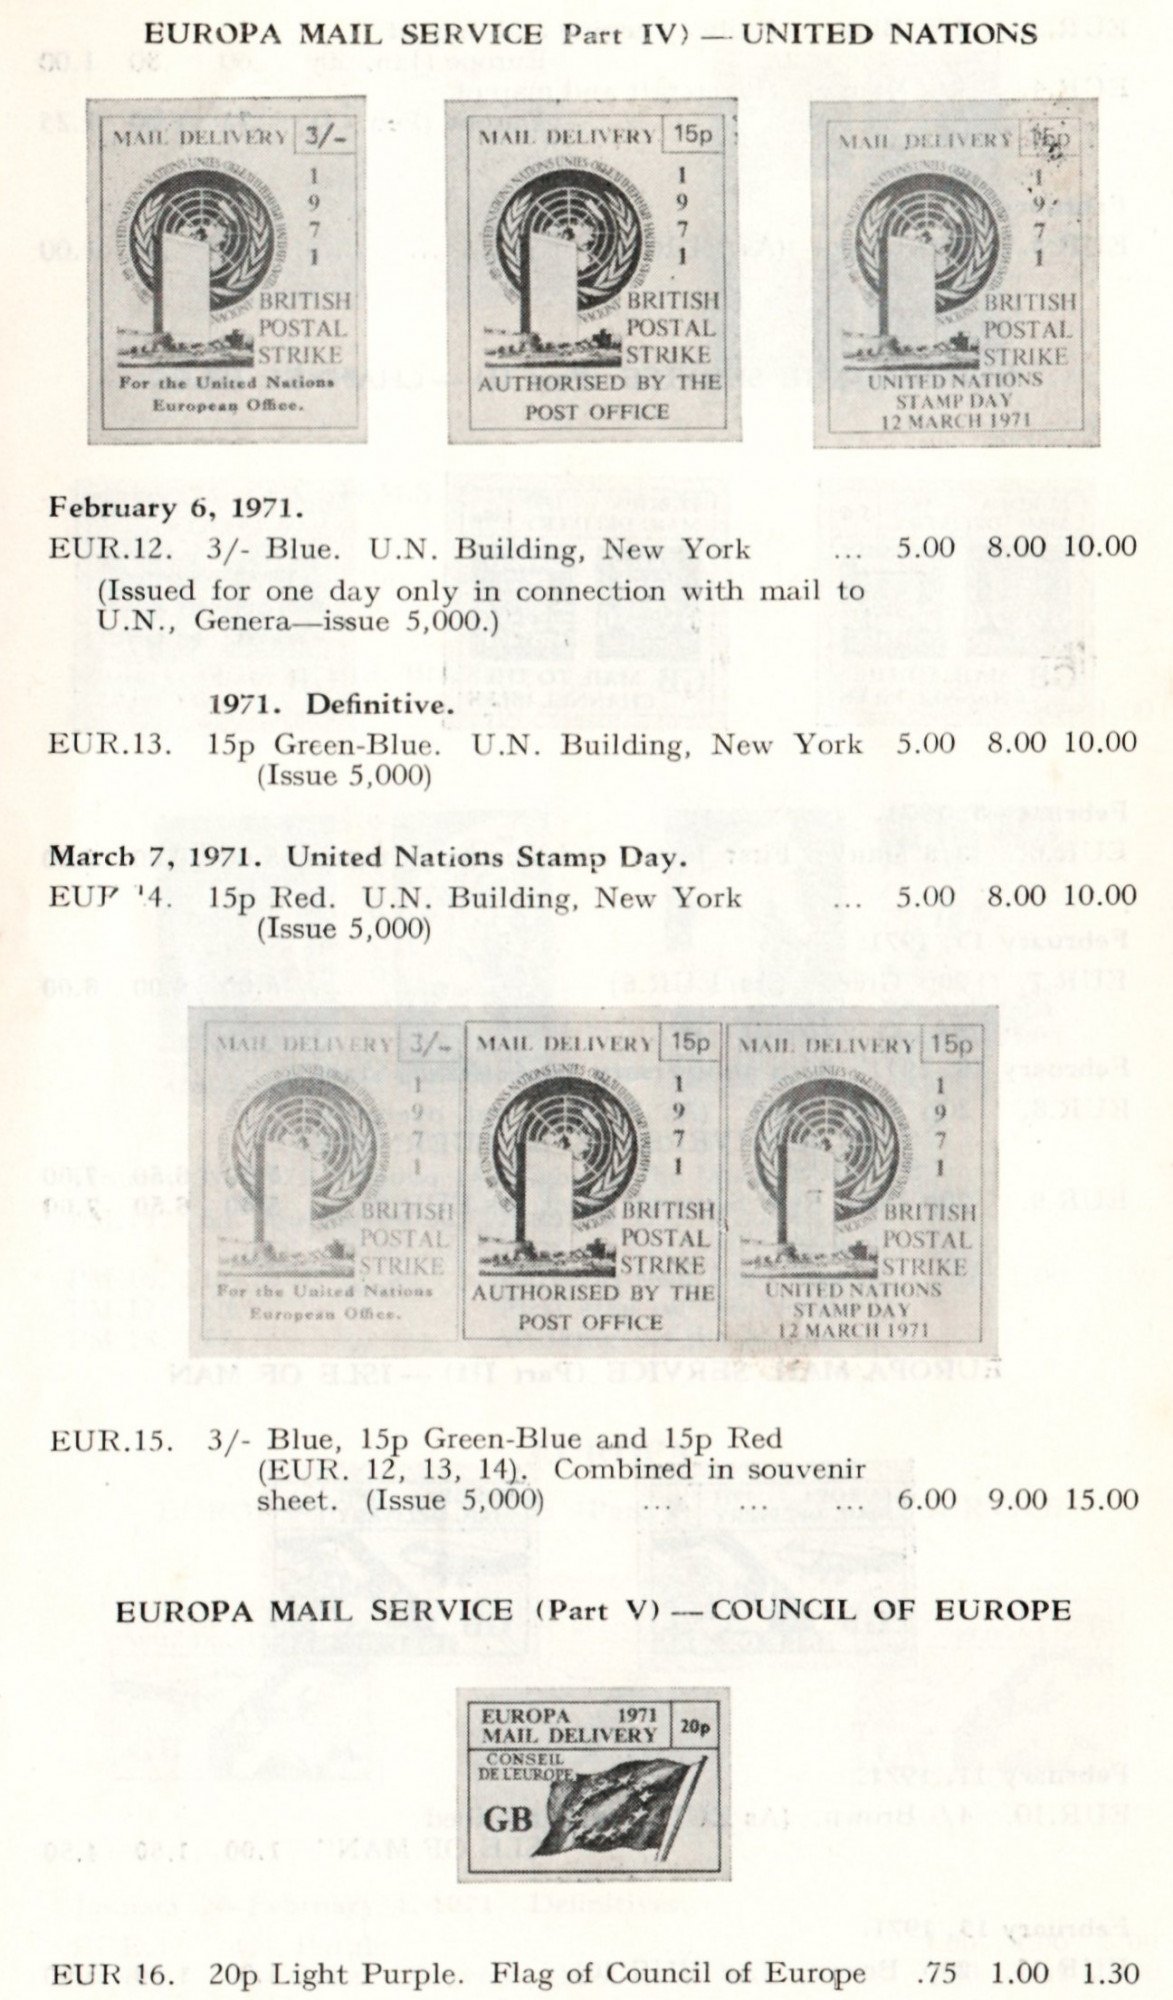 EUROPA MAIL SERVICE Part IV) — UNITED NATIONS
MAIL DELIVERY 3/-
1
9
7
1
BRITISH
POSTAL
STRIKE
For the United Nations
European Office.
MAIL DELIVERY 15p
1
9
7
1
BRITISH
POSTAL
STRIKE
AUTHORISED BY THE
POST OFFICE
MAIL DELIVERY 15p
1
9
7
1
BRITISH
POSTAL
STRIKE
UNITED NATIONS
STAMP DAY
12 MARCH 1971
February 6, 1971.
EUR.12. 3/- Blue. U.N. Building, New York ... 5.00 8.00 10.00
(Issued for one day only in connection with mail to
U.N., Genera—issue 5,000.)
1971. Definitive.
EUR.13. 15p Green-Blue. U.N. Building, New York 5.00 8.00 10.00
(Issue 5,000)
March 7, 1971. United Nations Stamp Day.
EUR 14. 15p Red. U.N. Building, New York ... 5.00 8.00 10.00
(Issue 5,000)
MAIL DELIVERY 3/-
1
9
7
1
BRITISH
POSTAL
STRIKE
For the United Nations
European Office.
MAIL DELIVERY 15p
1
9
7
1
BRITISH
POSTAL
STRIKE
AUTHORISED BY THE
POST OFFICE
MAIL DELIVERY 15p
1
9
7
1
BRITISH
POSTAL
STRIKE
UNITED NATIONS
STAMP DAY
12 MARCH 1971
EUR.15. 3/- Blue, 15p Green-Blue and 15p Red
(EUR. 12, 13, 14). Combined in souvenir
sheet. (Issue 5,000) ... ... ... 6.00 9.00 15.00
EUROPA MAIL SERVICE (Part V) — COUNCIL OF EUROPE
EUROPA 1971
MAIL DELIVERY 20p
CONSEIL
DE L'EUROPE
GB
EUR 16. 20p Light Purple. Flag of Council of Europe .75 1.00 1.30